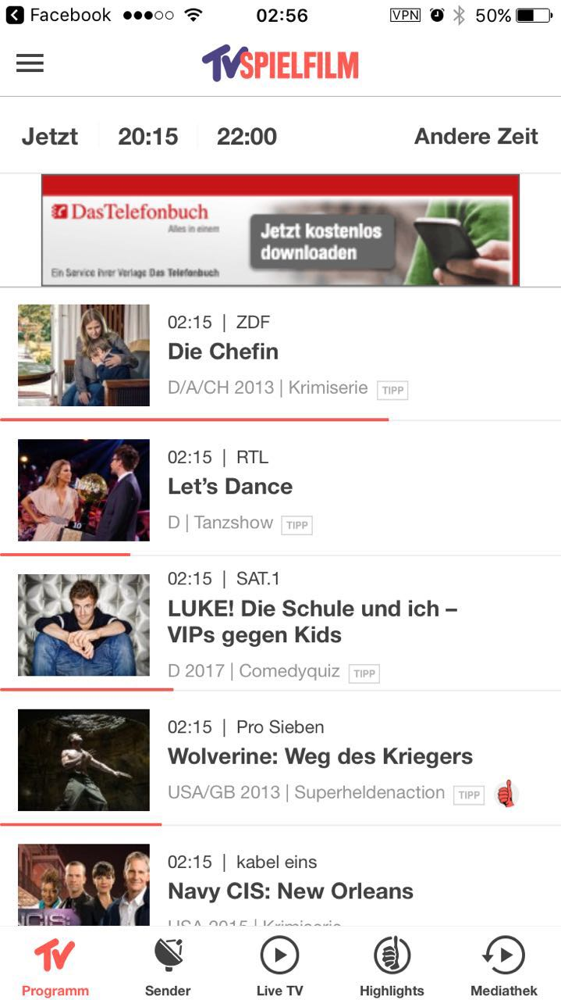 Facebook 02:56 VPN 50%
TVSPIELFILM
Jetzt 20:15 22:00 Andere Zeit
DasTelefonbuch
Alles in einem
Jetzt kostenlos
downloaden
Ein Service Ihrer Verlage Das Telefonbuch
02:15 | ZDF
Die Chefin
D/A/CH 2013 | Krimiserie TIPP
02:15 | RTL
Let’s Dance
D | Tanzshow TIPP
10
02:15 | SAT.1
LUKE! Die Schule und ich –
VIPs gegen Kids
D 2017 | Comedyquiz TIPP
02:15 | Pro Sieben
Wolverine: Weg des Kriegers
USA/GB 2013 | Superheldenaction TIPP
02:15 | kabel eins
Navy CIS: New Orleans
USA 2015 | Krimiserie
CIS:
TV
Programm Sender Live TV Highlights Mediathek